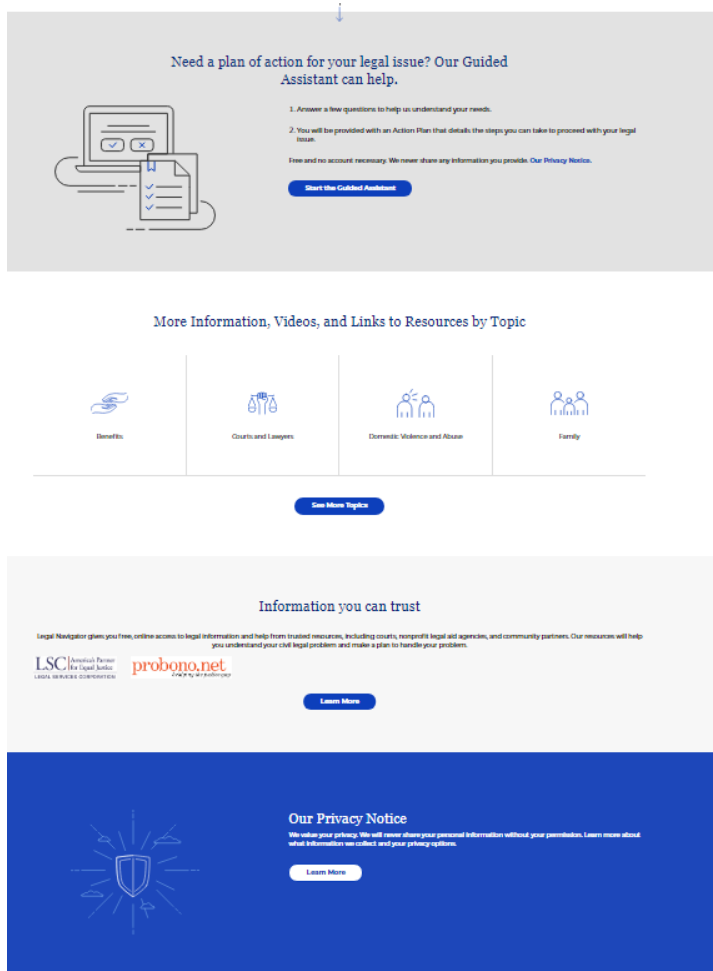 Need a plan of action for your legal issue? Our Guided
Assistant can help.
1. Answer a few questions to help us understand your needs.
2. You will be provided with an Action Plan that details the steps you can take to proceed with your legal
issue.
Free and no account necessary. We never share any information you provide. Our Privacy Notice.
Start the Guided Assistant
More Information, Videos, and Links to Resources by Topic
Benefits
Courts and Lawyers
Domestic Violence and Abuse
Family
See More Topics
Information you can trust
Legal Navigator gives you free, online access to legal information and help from trusted resources, including courts, nonprofit legal aid agencies, and community partners. Our resources will help
you understand your civil legal problem and make a plan to handle your problem.
LSC America's Partner
for Equal Justice
LEGAL SERVICES CORPORATION
probono.net
Bridging the justice gap
Learn More
Our Privacy Notice
We value your privacy. We will never share your personal information without your permission. Learn more about
what information we collect and your privacy options.
Learn More